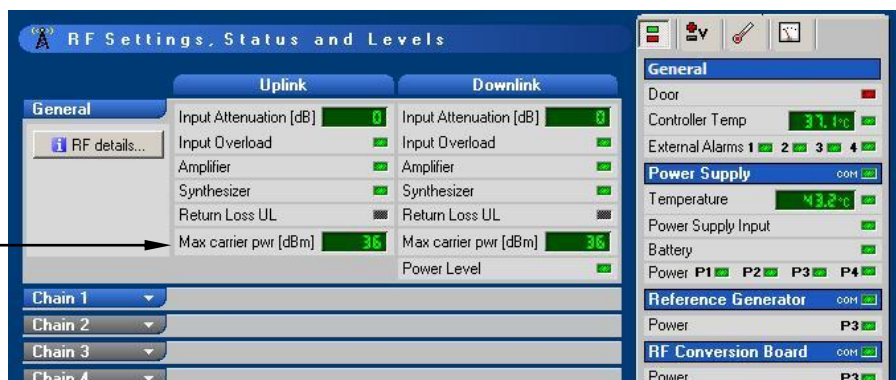 RF Settings, Status and Levels
Uplink
Downlink
General
RF details...
Input Attenuation [dB] 0
Input Attenuation [dB] 0
Input Overload
Input Overload
Amplifier
Amplifier
Synthesizer
Synthesizer
Return Loss UL
Return Loss UL
Max carrier pwr [dBm] 36
Max carrier pwr [dBm] 36
Power Level
Chain 1
Chain 2
Chain 3
Chain 4
V
General
Door
Controller Temp 37.1°C
External Alarms 1 2 3 4
Power Supply COM
Temperature 43.2°C
Power Supply Input
Battery
Power P1 P2 P3 P4
Reference Generator COM
Power P3
RF Conversion Board COM
Power P3